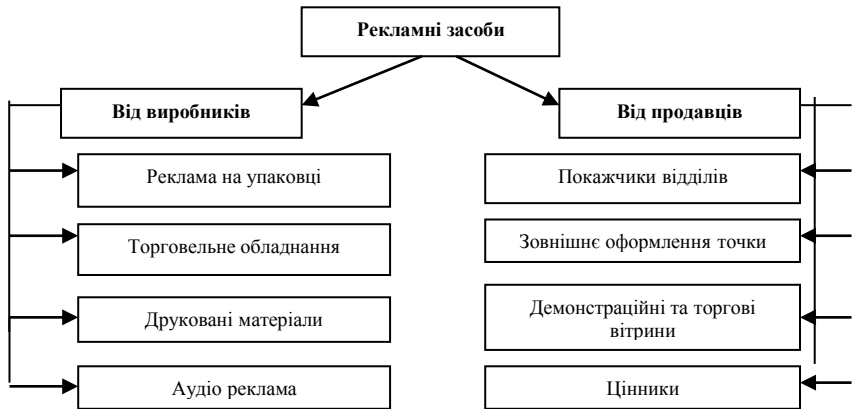 Рекламні засоби
Від виробників
Від продавців
Реклама на упаковці
Покажчики відділів
Торговельне обладнання
Зовнішнє оформлення точки
Друковані матеріали
Демонстраційні та торгові
вітрини
Аудіо реклама
Цінники